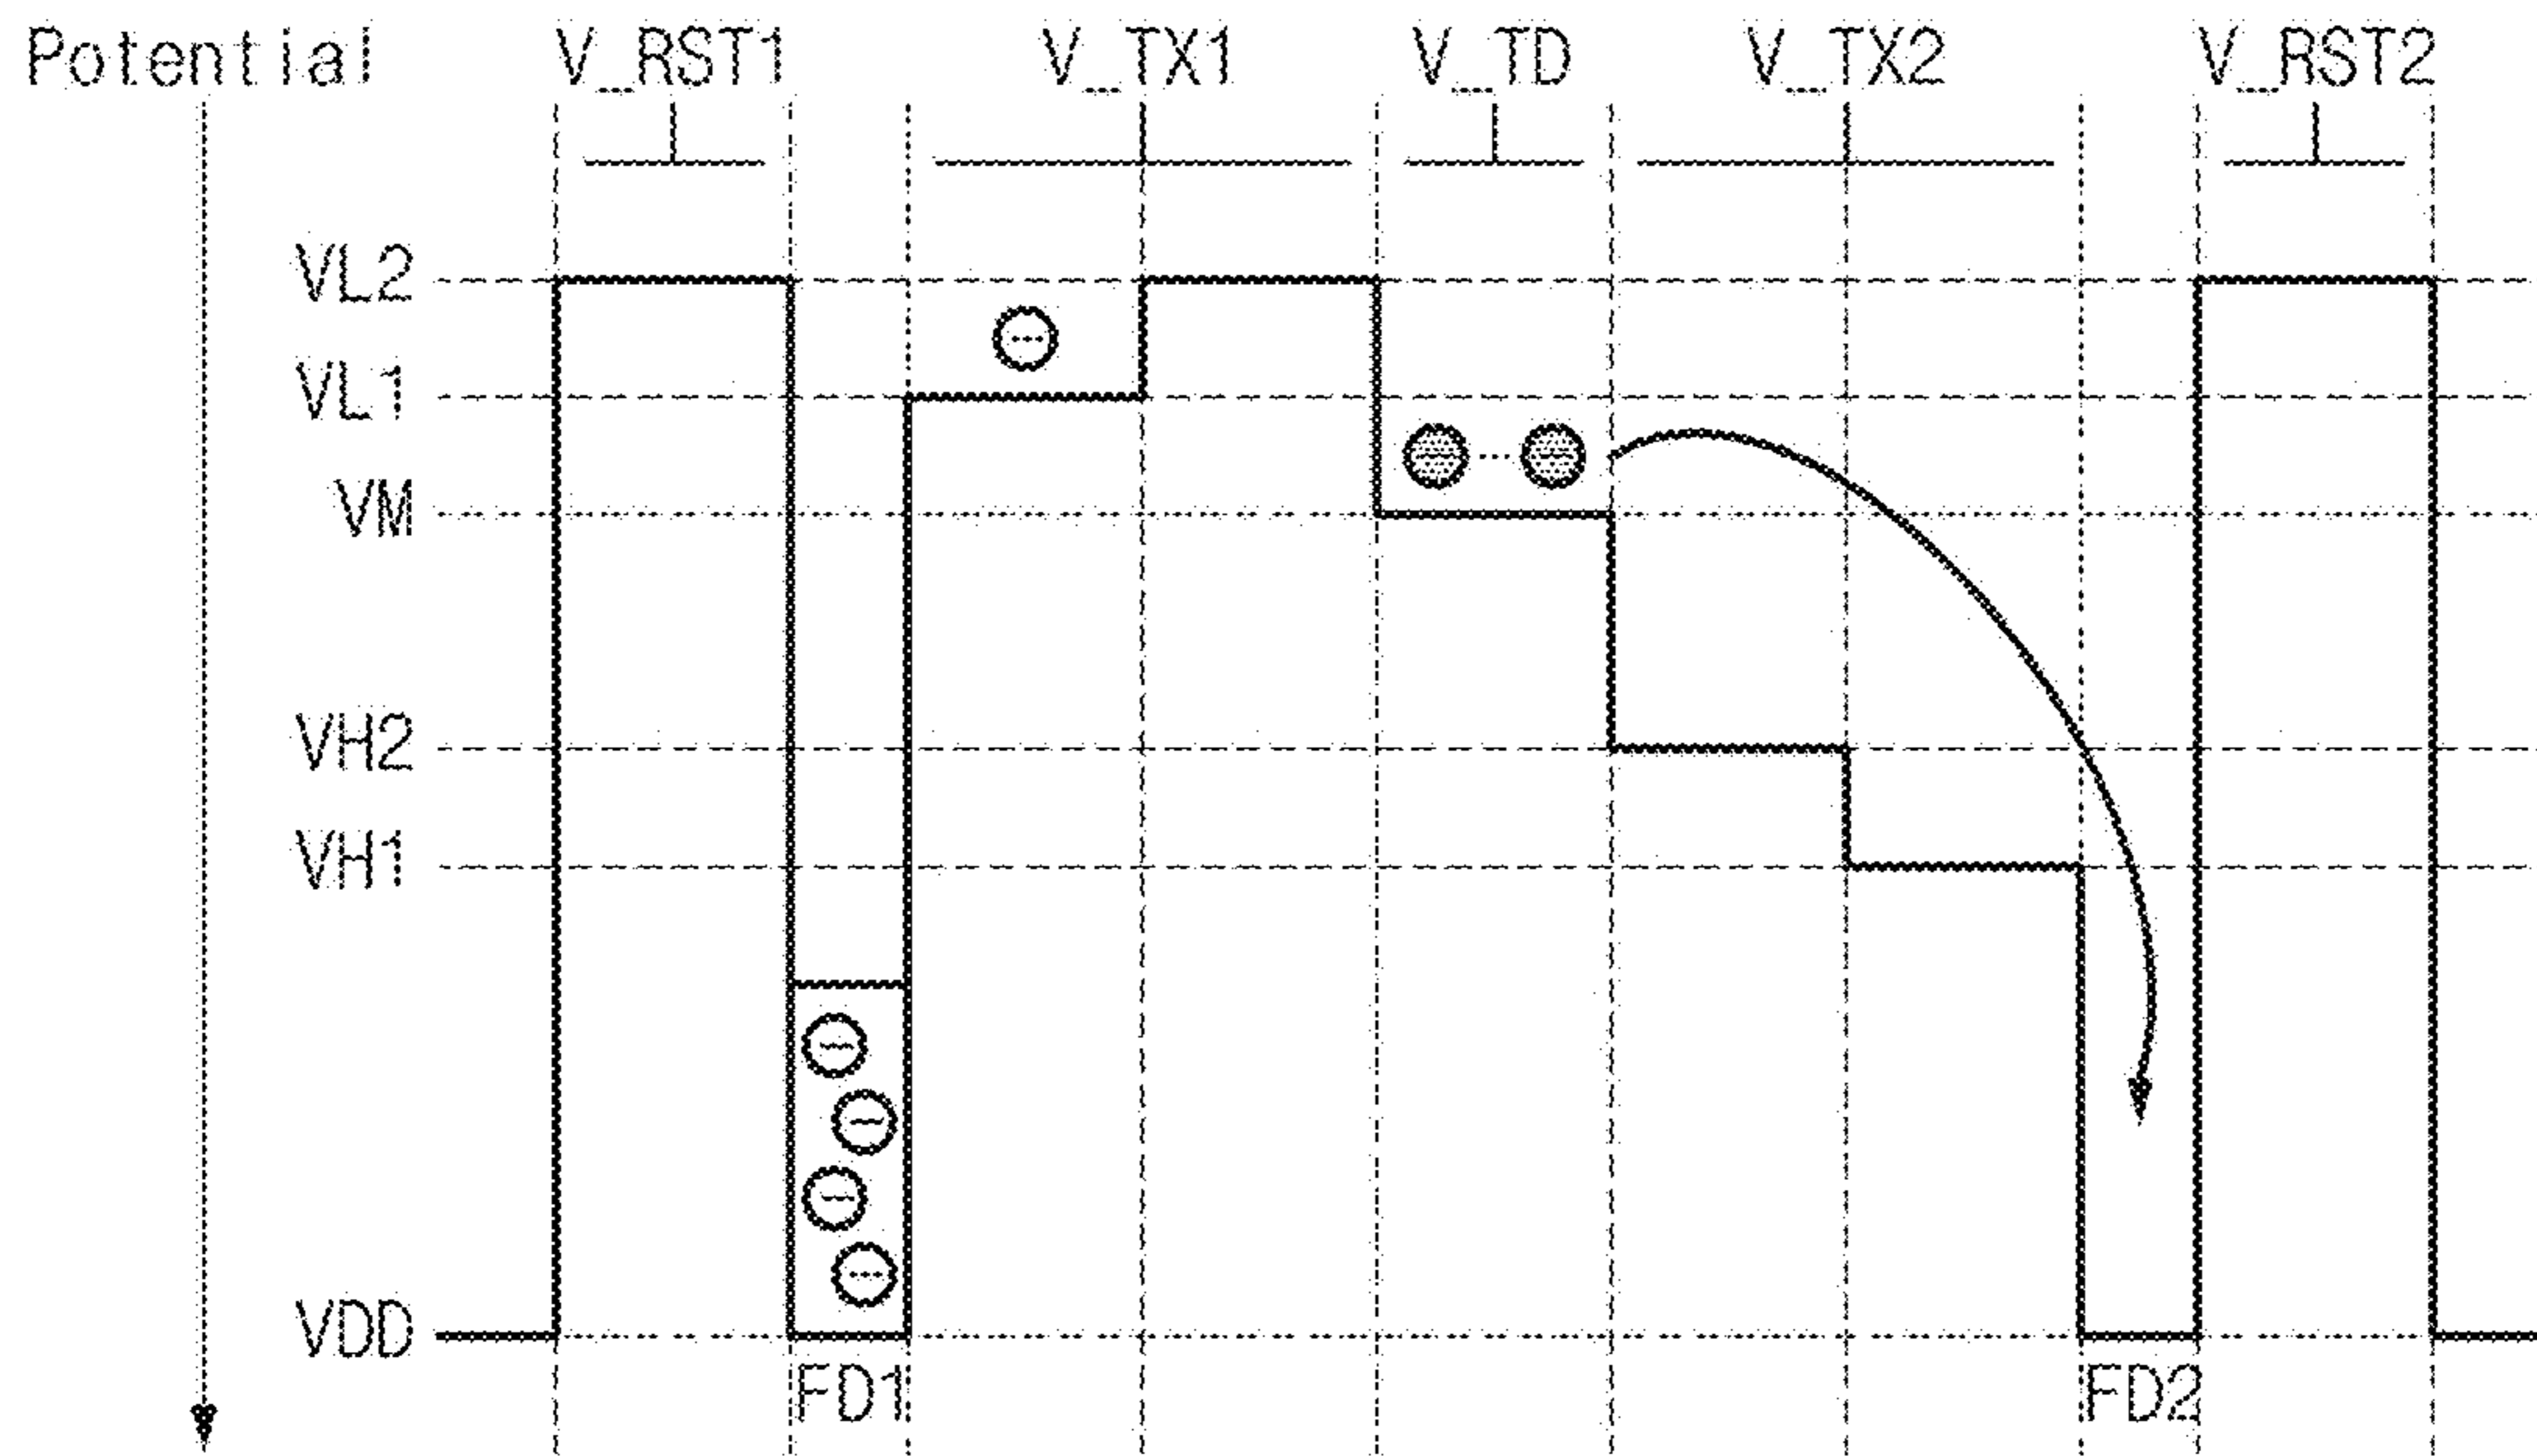 Potential V_RST1 V_TX1 V_TD V_TX2 V_RST2
VL2
VL1
VM
VH2
VH1
VDD
FD1 FD2